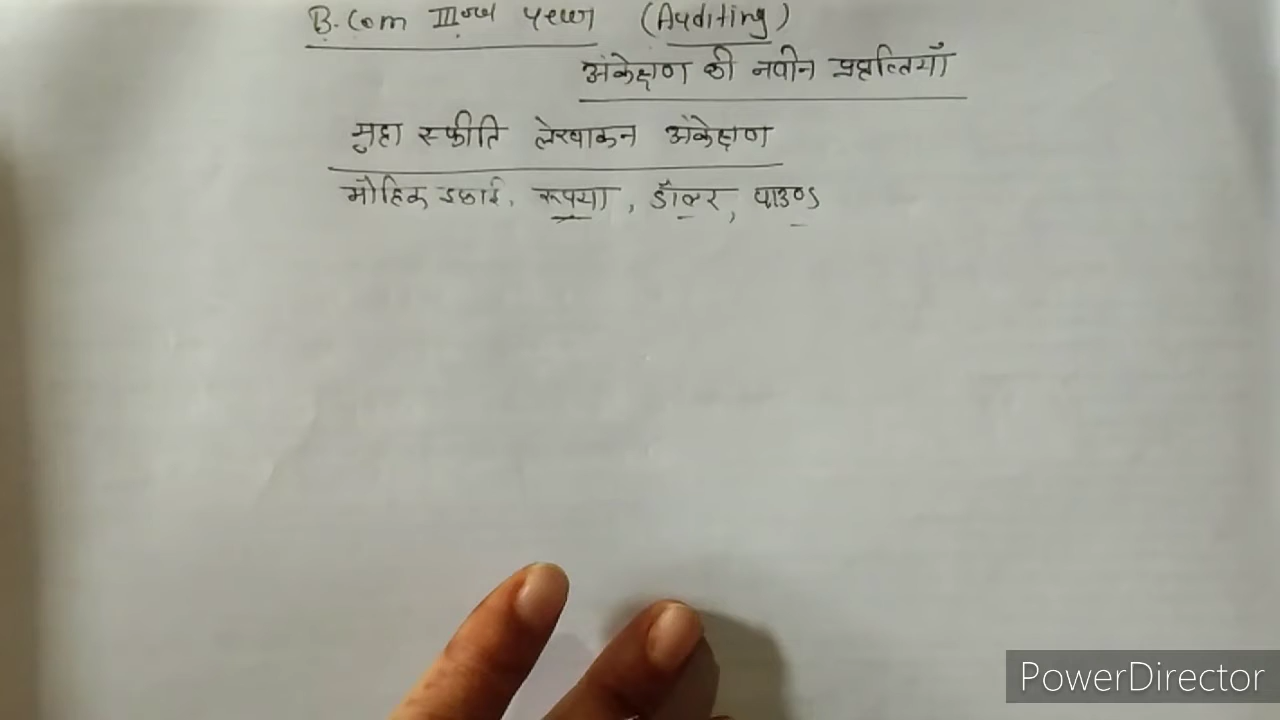 B.Com IIIrd year (Auditing)
अंकेक्षण की नवीन प्रवृत्तियाँ
मुद्रा स्फीति लेखाकन अंकेक्षण
मौद्रिक इकाई, रूपया, डॉलर, पाउण्ड
PowerDirector